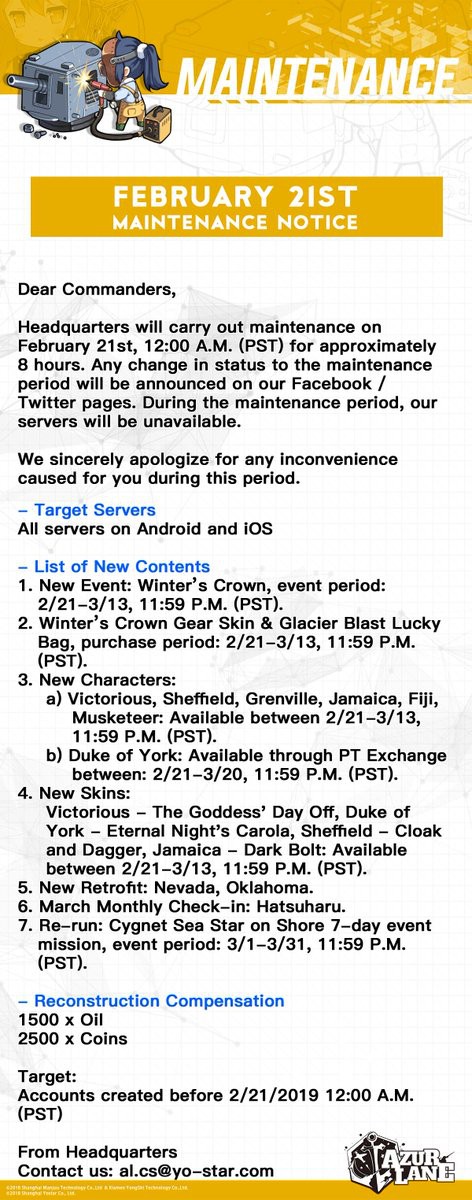 MAINTENANCE
FEBRUARY 21ST
MAINTENANCE NOTICE
Dear Commanders,
Headquarters will carry out maintenance on
February 21st, 12:00 A.M. (PST) for approximately
8 hours. Any change in status to the maintenance
period will be announced on our Facebook /
Twitter pages. During the maintenance period, our
servers will be unavailable.
We sincerely apologize for any inconvenience
caused for you during this period.
– Target Servers
All servers on Android and iOS
– List of New Contents
1. New Event: Winter's Crown, event period:
2/21–3/13, 11:59 P.M. (PST).
2. Winter's Crown Gear Skin & Glacier Blast Lucky
Bag, purchase period: 2/21–3/13, 11:59 P.M.
(PST).
3. New Characters:
a) Victorious, Sheffield, Grenville, Jamaica, Fiji,
Musketeer: Available between 2/21–3/13,
11:59 P.M. (PST).
b) Duke of York: Available through PT Exchange
between: 2/21–3/20, 11:59 P.M. (PST).
4. New Skins:
Victorious – The Goddess' Day Off, Duke of
York – Eternal Night's Carola, Sheffield – Cloak
and Dagger, Jamaica – Dark Bolt: Available
between 2/21–3/13, 11:59 P.M. (PST).
5. New Retrofit: Nevada, Oklahoma.
6. March Monthly Check–in: Hatsuharu.
7. Re–run: Cygnet Sea Star on Shore 7–day event
mission, event period: 3/1–3/31, 11:59 P.M.
(PST).
– Reconstruction Compensation
1500 x Oil
2500 x Coins
Target:
Accounts created before 2/21/2019 12:00 A.M.
(PST)
From Headquarters
Contact us: al.cs@yo–star.com
AZUR
LANE
©2018 Shanghai Manjuu Technology Co.,Ltd & Xiamen YongShi Technology Co.,Ltd.
©2018 Shanghai Yostar Co., Ltd.